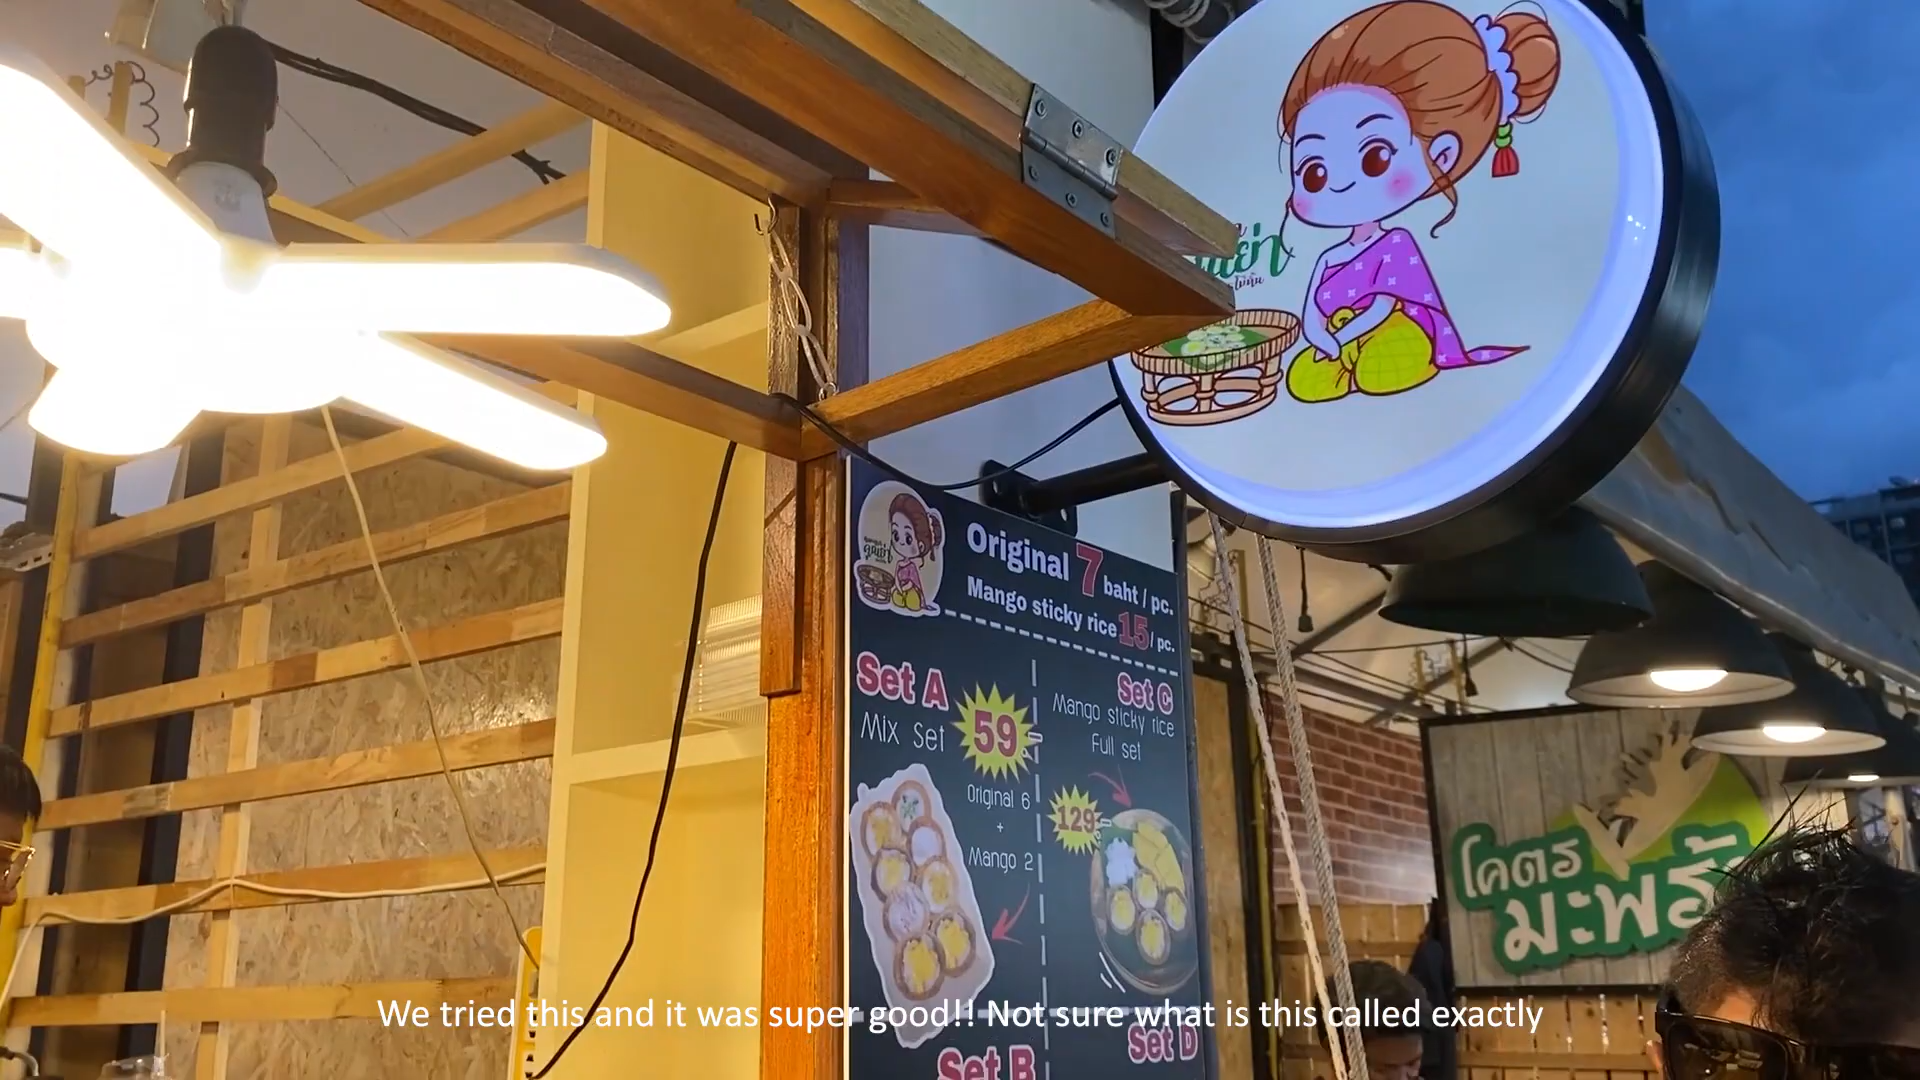 Original 7 baht / pc.
Mango sticky rice 15/ pc.
Set A
Mix Set
59
Original 6
+
Mango 2
Set C
Mango sticky rice
Full set
129
Set B
Set D
โคตร
มะพร้
We tried this and it was super good!! Not sure what is this called exactly